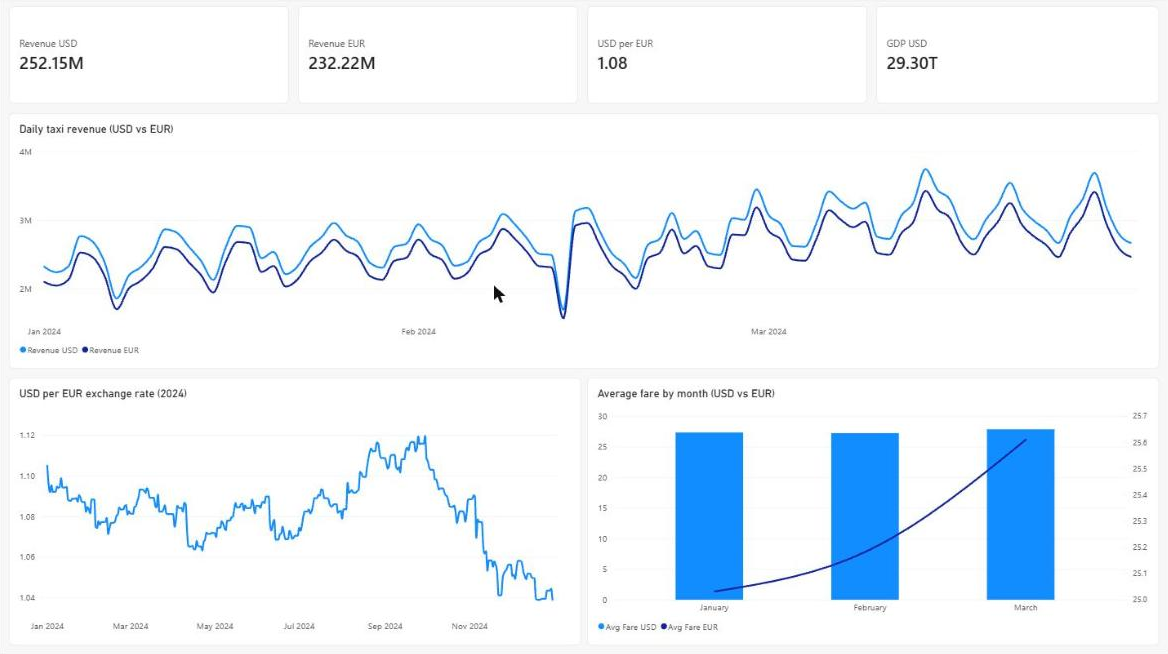 Revenue USD
252.15M
Revenue EUR
232.22M
USD per EUR
1.08
GDP USD
29.30T
Daily taxi revenue (USD vs EUR)
4M
3M
2M
Jan 2024
Feb 2024
Mar 2024
Revenue USD
Revenue EUR
USD per EUR exchange rate (2024)
1.12
1.10
1.08
1.06
1.04
Jan 2024
Mar 2024
May 2024
Jul 2024
Sep 2024
Nov 2024
Average fare by month (USD vs EUR)
30
25
20
15
10
5
0
25.7
25.6
25.5
25.4
25.3
25.2
25.1
25.0
January
February
March
Avg Fare USD
Avg Fare EUR